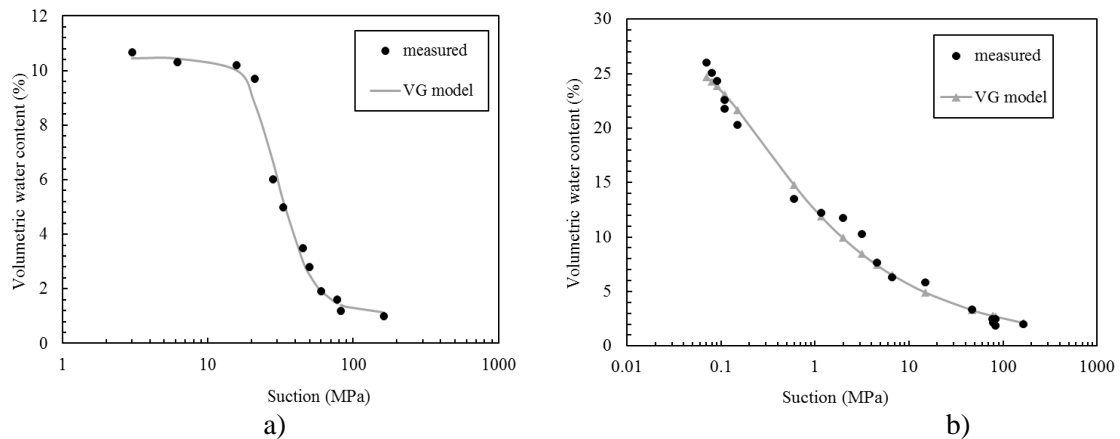 12
10
8
6
4
2
0
1
10
100
1000
Volumetric water content (%)
Suction (MPa)
measured
VG model
a)
30
25
20
15
10
5
0
0.01
0.1
1
10
100
1000
Volumetric water content (%)
Suction (MPa)
measured
VG model
b)